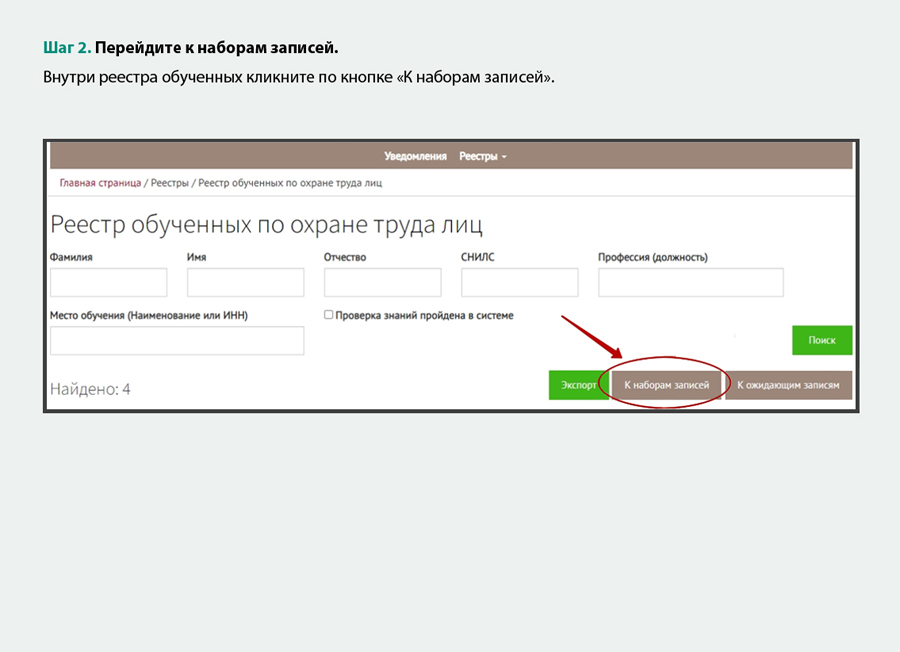 Шаг 2. Перейдите к наборам записей.
Внутри реестра обученных кликните по кнопке «К наборам записей».
Уведомления Реестры
Главная страница / Реестры / Реестр обученных по охране труда лиц
Реестр обученных по охране труда лиц
Фамилия Имя Отчество СНИЛС Профессия (должность)
Место обучения (Наименование или ИНН) Проверка знаний пройдена в системе
Поиск
Найдено: 4 Экспорт К наборам записей К ожидающим записям